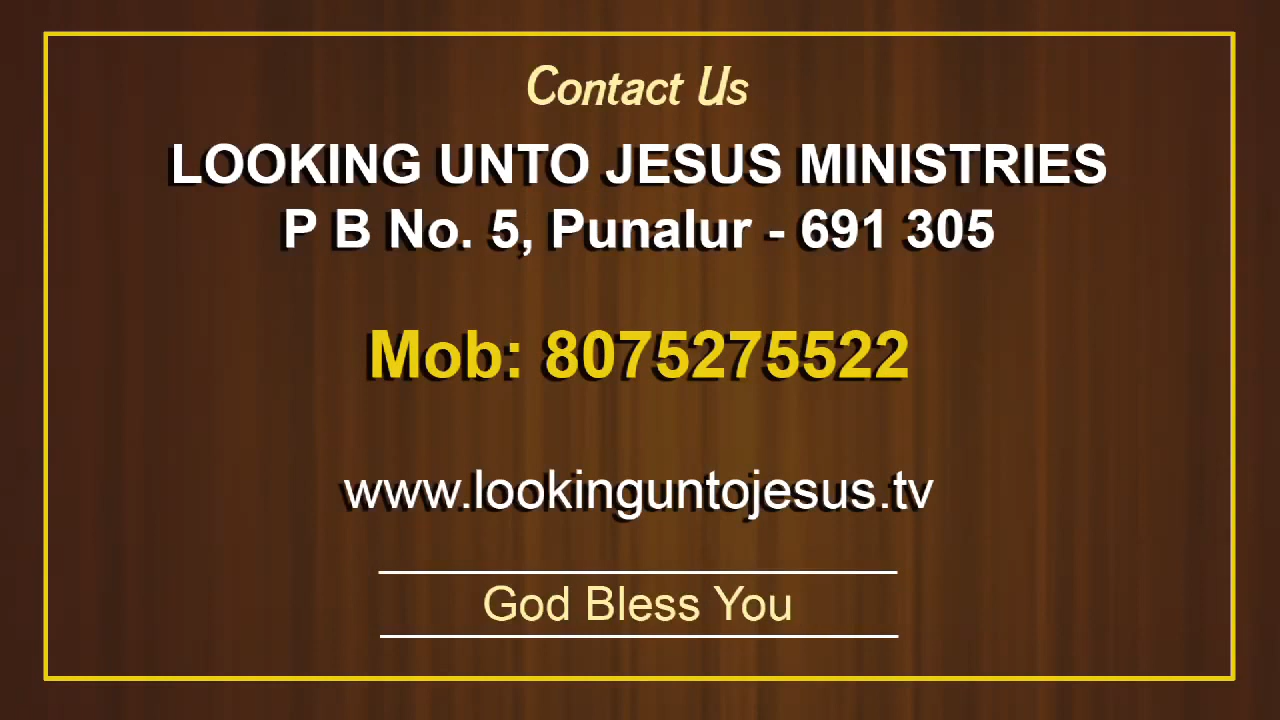 Contact Us
LOOKING UNTO JESUS MINISTRIES
P B No. 5, Punalur - 691 305
Mob: 8075275522
www.lookinguntojesus.tv
God Bless You